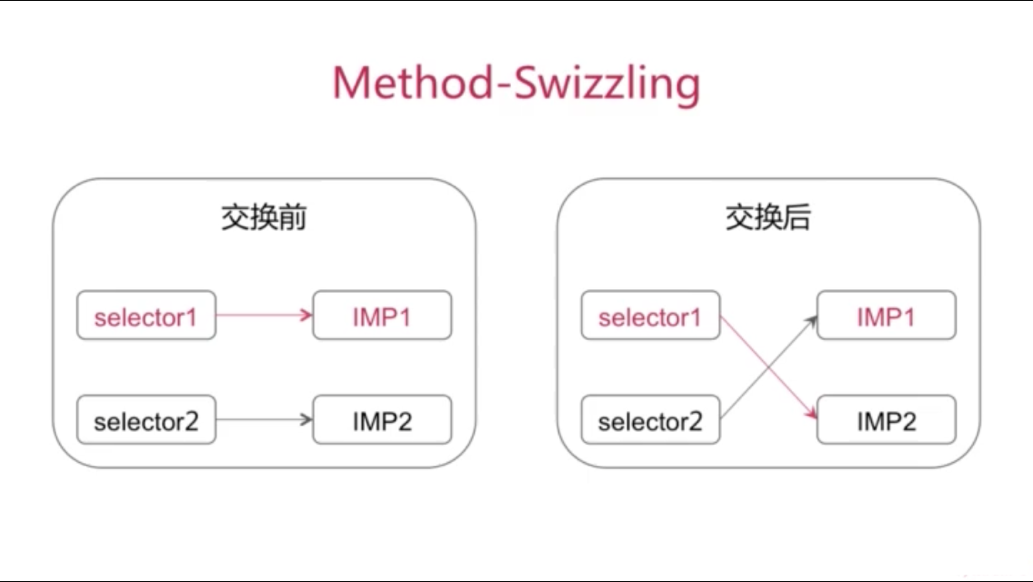 Method-Swizzling
交换前
selector1
IMP1
selector2
IMP2
交换后
selector1
IMP1
selector2
IMP2